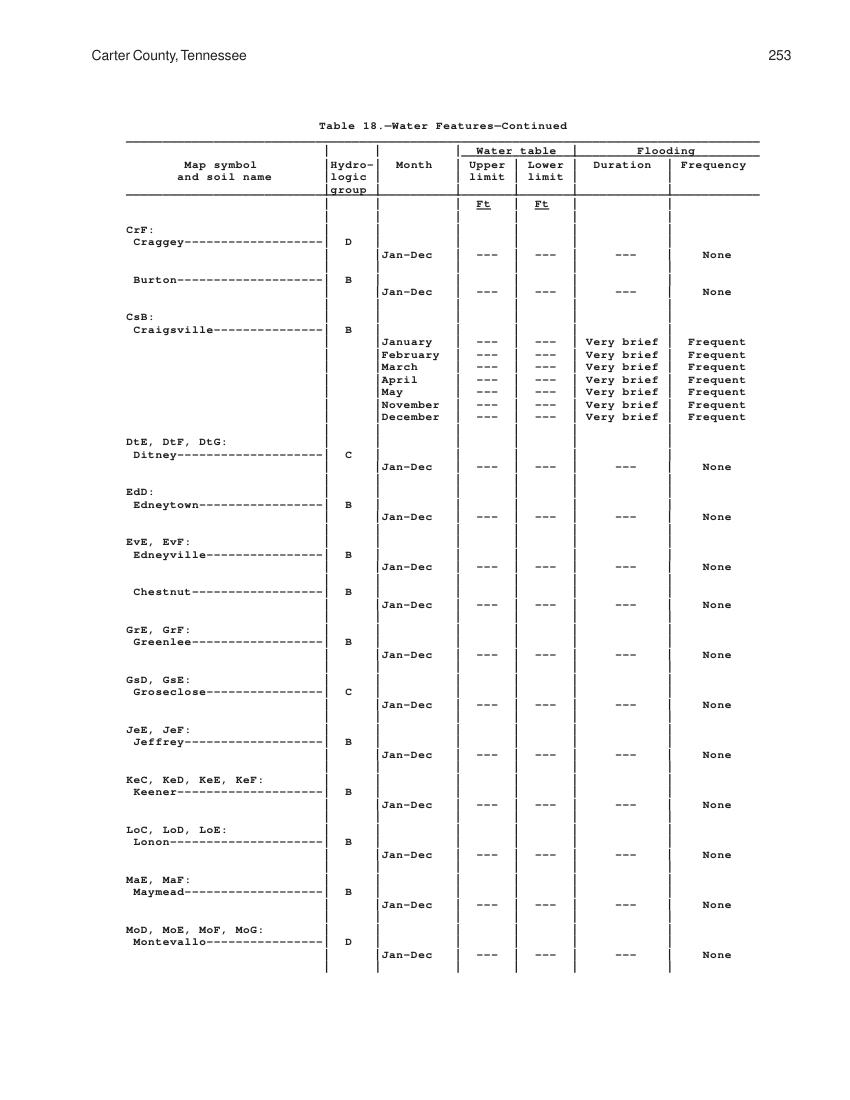 Carter County, Tennessee 253
Table 18.—Water Features—Continued
| | | Water table | Flooding
Map symbol |Hydro-| Month | Upper | Lower | Duration | Frequency
and soil name |logic | | limit | limit | |
|group | | | | |
| | | Ft | Ft | |
CrF:
Craggey-------------------| D
|Jan-Dec | --- | --- | --- | None
Burton--------------------| B
|Jan-Dec | --- | --- | --- | None
CsB:
Craigsville---------------| B
|January | --- | --- | Very brief | Frequent
|February | --- | --- | Very brief | Frequent
|March | --- | --- | Very brief | Frequent
|April | --- | --- | Very brief | Frequent
|May | --- | --- | Very brief | Frequent
|November | --- | --- | Very brief | Frequent
|December | --- | --- | Very brief | Frequent
DtE, DtF, DtG:
Ditney--------------------| C
|Jan-Dec | --- | --- | --- | None
EdD:
Edneytown-----------------| B
|Jan-Dec | --- | --- | --- | None
EvE, EvF:
Edneyville----------------| B
|Jan-Dec | --- | --- | --- | None
Chestnut------------------| B
|Jan-Dec | --- | --- | --- | None
GrE, GrF:
Greenlee------------------| B
|Jan-Dec | --- | --- | --- | None
GsD, GsE:
Groseclose----------------| C
|Jan-Dec | --- | --- | --- | None
JeE, JeF:
Jeffrey-------------------| B
|Jan-Dec | --- | --- | --- | None
KeC, KeD, KeE, KeF:
Keener--------------------| B
|Jan-Dec | --- | --- | --- | None
LoC, LoD, LoE:
Lonon---------------------| B
|Jan-Dec | --- | --- | --- | None
MaE, MaF:
Maymead-------------------| B
|Jan-Dec | --- | --- | --- | None
MoD, MoE, MoF, MoG:
Montevallo----------------| D
|Jan-Dec | --- | --- | --- | None